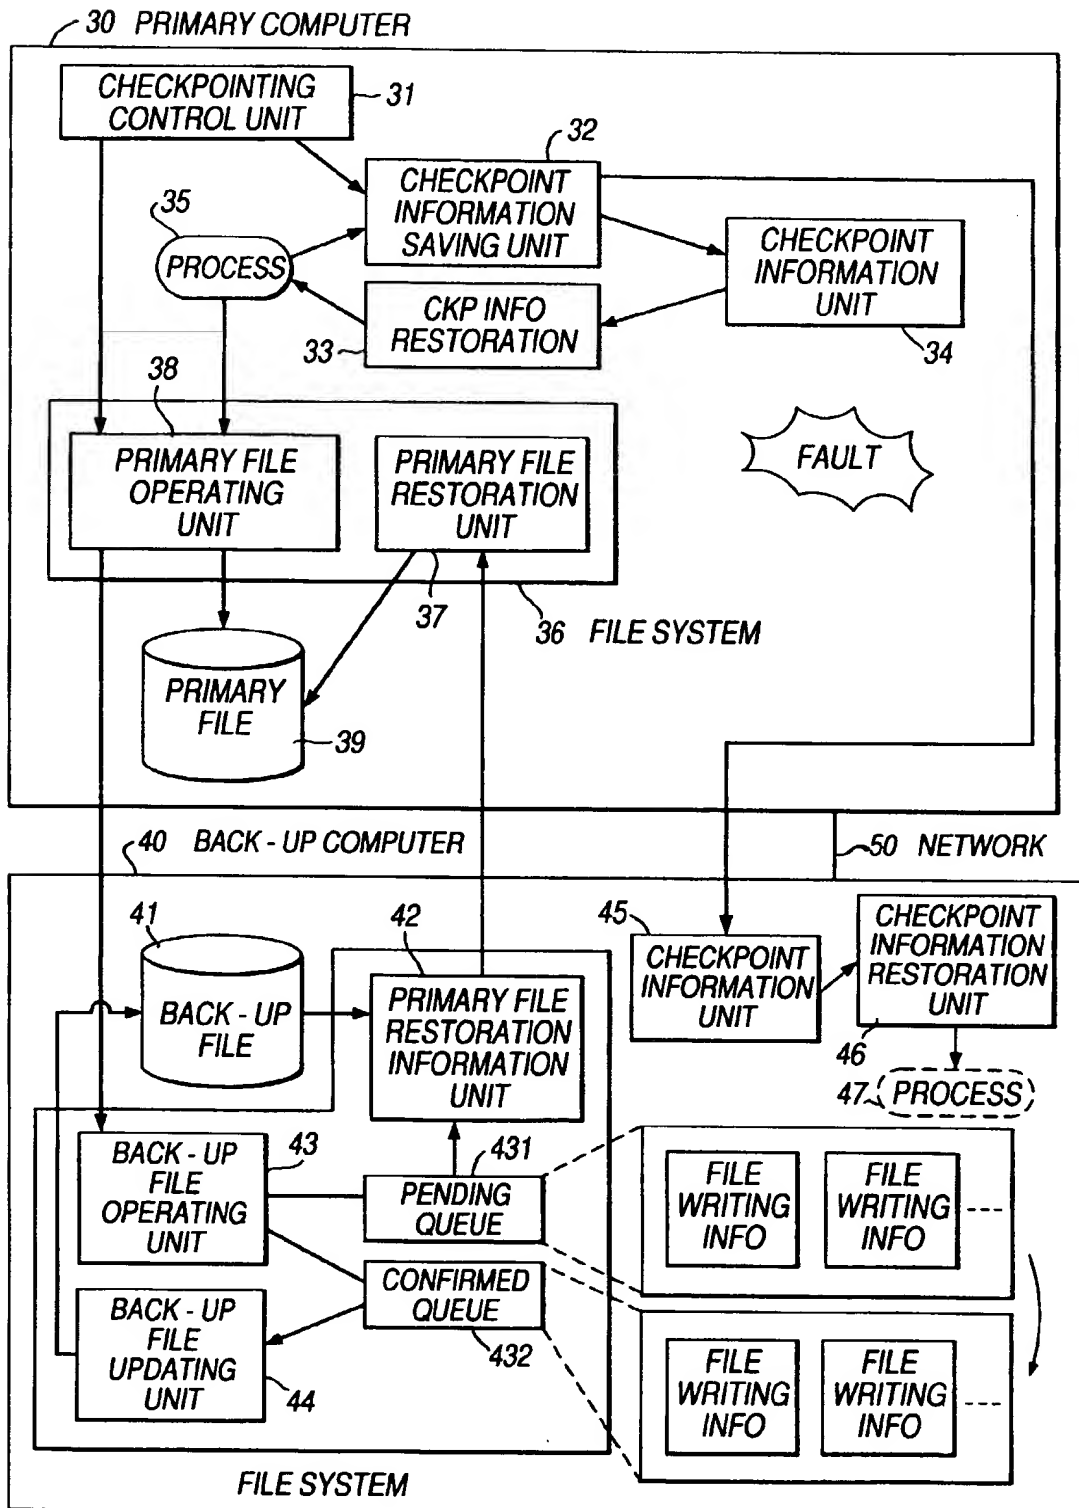 30 PRIMARY COMPUTER
CHECKPOINTING
CONTROL UNIT
31
32
CHECKPOINT
INFORMATION
SAVING UNIT
35
PROCESS
CHECKPOINT
INFORMATION
UNIT
34
CKP INFO
RESTORATION
33
38
PRIMARY FILE
OPERATING
UNIT
PRIMARY FILE
RESTORATION
UNIT
37
FAULT
36 FILE SYSTEM
PRIMARY
FILE
39
40 BACK-UP COMPUTER
50 NETWORK
41
BACK-UP
FILE
42
PRIMARY FILE
RESTORATION
INFORMATION
UNIT
45
CHECKPOINT
INFORMATION
UNIT
CHECKPOINT
INFORMATION
RESTORATION
UNIT
46
47
PROCESS
BACK-UP
FILE
OPERATING
UNIT
43
431
PENDING
QUEUE
FILE
WRITING
INFO
FILE
WRITING
INFO
CONFIRMED
QUEUE
432
BACK-UP
FILE
UPDATING
UNIT
44
FILE
WRITING
INFO
FILE
WRITING
INFO
FILE SYSTEM